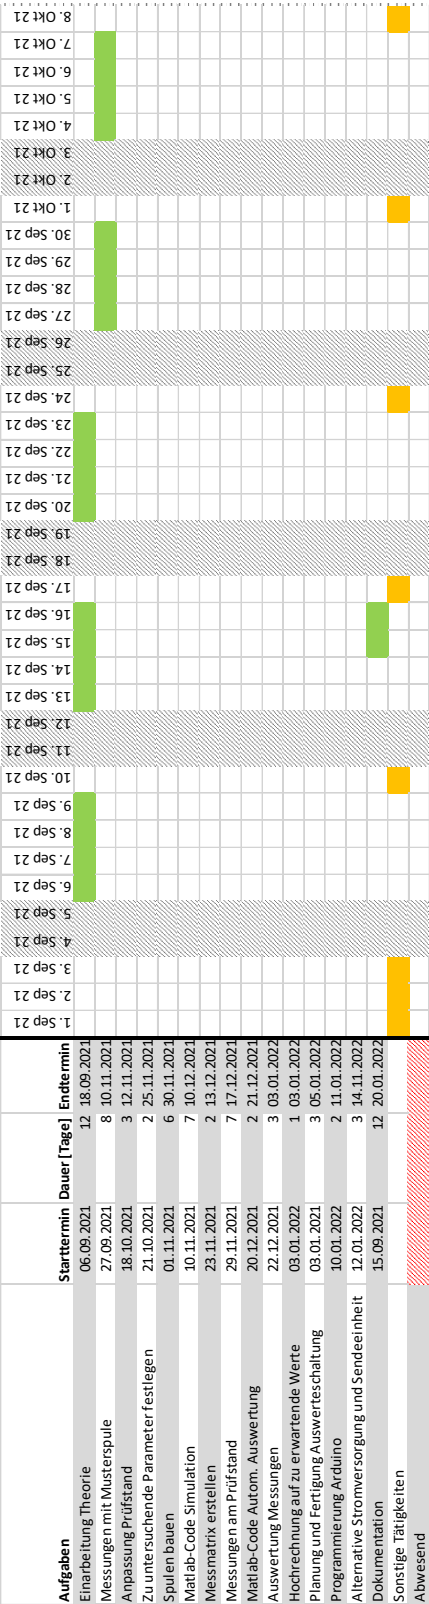 Aufgaben Starttermin Dauer [Tage] Endtermin 1. Sep 21 2. Sep 21 3. Sep 21 4. Sep 21 5. Sep 21 6. Sep 21 7. Sep 21 8. Sep 21 9. Sep 21 10. Sep 21 11. Sep 21 12. Sep 21 13. Sep 21 14. Sep 21 15. Sep 21 16. Sep 21 17. Sep 21 18. Sep 21 19. Sep 21 20. Sep 21 21. Sep 21 22. Sep 21 23. Sep 21 24. Sep 21 25. Sep 21 26. Sep 21 27. Sep 21 28. Sep 21 29. Sep 21 30. Sep 21 1. Okt 21 2. Okt 21 3. Okt 21 4. Okt 21 5. Okt 21 6. Okt 21 7. Okt 21 8. Okt 21
Einarbeitung Theorie 06.09.2021 12 18.09.2021
Messungen mit Musterspule 27.09.2021 8 10.11.2021
Anpassung Prüfstand 18.10.2021 3 12.11.2021
Zu untersuchende Parameter festlegen 21.10.2021 2 25.11.2021
Spulen bauen 01.11.2021 6 30.11.2021
Matlab-Code Simulation 10.11.2021 7 10.12.2021
Messmatrix erstellen 23.11.2021 2 13.12.2021
Messungen am Prüfstand 29.11.2021 7 17.12.2021
Matlab-Code Autom. Auswertung 20.12.2021 2 21.12.2021
Auswertung Messungen 22.12.2021 3 03.01.2022
Hochrechnung auf zu erwartende Werte 03.01.2022 1 03.01.2022
Planung und Fertigung Auswerteschaltung 03.01.2021 3 05.01.2022
Programmierung Arduino 10.01.2022 2 11.01.2022
Alternative Stromversorgung und Sendeeinheit 12.01.2022 3 14.11.2022
Dokumentation 15.09.2021 12 20.01.2022
Sonstige Tätigkeiten
Abwesend